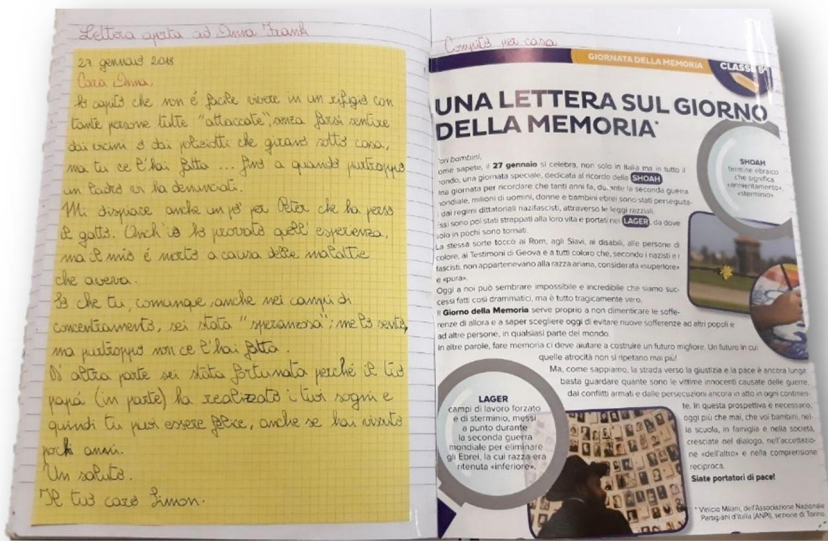 Lettera aperta ad Anna Frank
27 gennaio 2018
Cara Anna,
ho capito che non é facile vivere in un rifugio con
tante persone tutte "attaccate", senza farsi sentire
dai vicini o dai poliziotti che girano sotto casa,
ma tu ce l'hai fatta ... fino a quando purtroppo
un ladro vi ha denunciati.
Mi dispiace anche un po' per Peter che ha perso
il gatto. Anch'io ho provato quell'esperienza,
ma il mio é morto a causa delle malattie
che aveva.
So che tu, comunque, anche nei campi di
concentramento, sei stata "speranzosa"; me lo sento,
ma purtroppo non ce l'hai fatta.
D'altra parte sei stata fortunata perché il tuo
papà (in parte) ha realizzato i tuoi sogni e
quindi tu puoi essere felice, anche se hai vissuto
pochi anni.
Un saluto.
Il tuo caro Simon.
Compito per casa
GIORNATA DELLA MEMORIA
CLASSE
UNA LETTERA SUL GIORNO
DELLA MEMORIA*
bambini,
ome sapete, il 27 gennaio si celebra, non solo in Italia ma in tutto il
ondo, una giornata speciale, dedicata al ricordo della SHOAH
na giornata per ricordare che tanti anni fa, durante la seconda guerra
ondiale, milioni di uomini, donne e bambini ebrei sono stati perseguita-
dai regimi dittatoriali nazifascisti, attraverso le leggi razziali.
ssi sono poi stati strappati alla loro vita e portati nei LAGER, da dove
solo in pochi sono tornati.
La stessa sorte toccò ai Rom, agli Slavi, ai disabili, alle persone di
colore, ai Testimoni di Geova e a tutti coloro che, secondo i nazisti e i
fascisti, non appartenevano alla razza ariana, considerata «superiore»
e «pura».
Oggi a noi può sembrare impossibile e incredibile che siano suc-
cessi fatti così drammatici, ma è tutto tragicamente vero.
Il Giorno della Memoria serve proprio a non dimenticare le soffe-
renze di allora e a saper scegliere oggi di evitare nuove sofferenze ad altri popoli e
ad altre persone, in qualsiasi parte del mondo.
In altre parole, fare memoria ci deve aiutare a costruire un futuro migliore. Un futuro in cui
quelle atrocità non si ripetano mai più!
Ma, come sappiamo, la strada verso la giustizia e la pace è ancora lunga:
basta guardare quante sono le vittime innocenti causate delle guerre,
dai conflitti armati e dalle persecuzioni ancora in atto in ogni continen-
te. In questa prospettiva è necessario,
oggi più che mai, che voi bambini, nel-
la scuola, in famiglia e nella società,
cresciate nel dialogo, nell'accettazio-
ne «dell'altro» e nella comprensione
reciproca.
Siate portatori di pace!
* Vinicio Milani, dell'Associazione Nazionale
Partigiani d'Italia (ANPI), sezione di Torino.
SHOAH
termine ebraico
che significa
«annientamento»,
«sterminio»
LAGER
campi di lavoro forzato
e di sterminio, messi
a punto durante
la seconda guerra
mondiale per eliminare
gli Ebrei, la cui razza era
ritenuta «inferiore».